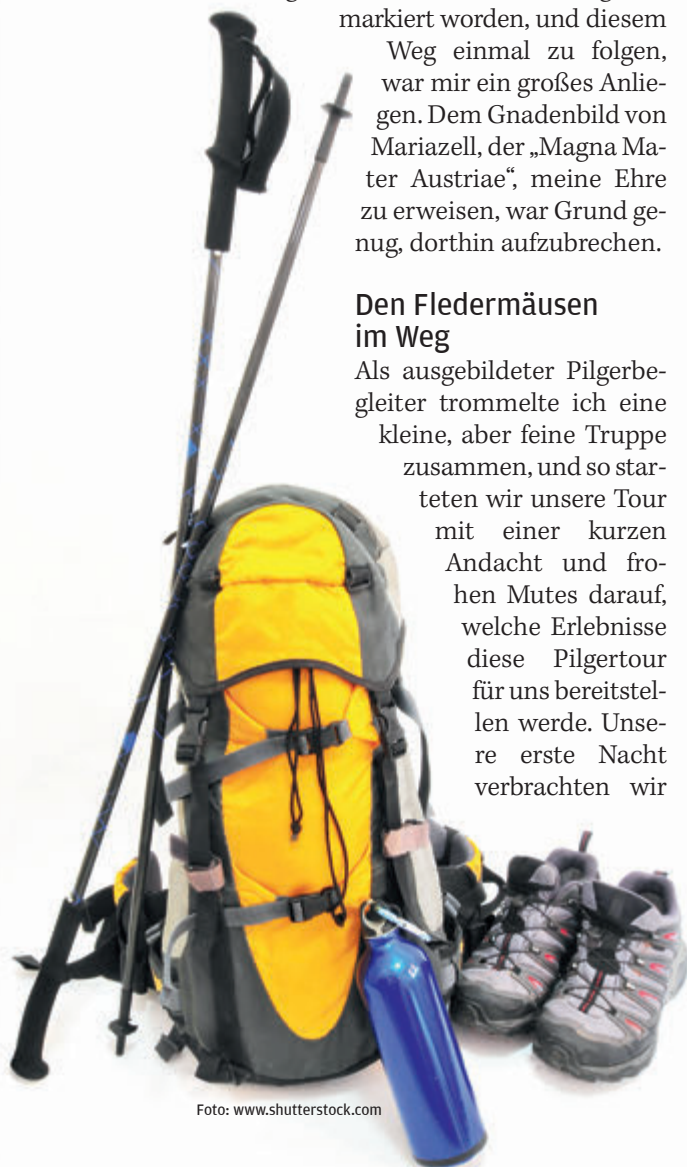 markiert worden, und diesem
Weg einmal zu folgen,
war mir ein großes Anlie-
gen. Dem Gnadenbild von
Mariazell, der „Magna Ma-
ter Austriae“, meine Ehre
zu erweisen, war Grund ge-
nug, dorthin aufzubrechen.
Den Fledermäusen
im Weg
Als ausgebildeter Pilgerbe-
gleiter trommelte ich eine
kleine, aber feine Truppe
zusammen, und so star-
teten wir unsere Tour
mit einer kurzen
Andacht und fro-
hen Mutes darauf,
welche Erlebnisse
diese Pilgertour
für uns bereitstel-
len werde. Unse-
re erste Nacht
verbrachten wir
Foto: www.shutterstock.com